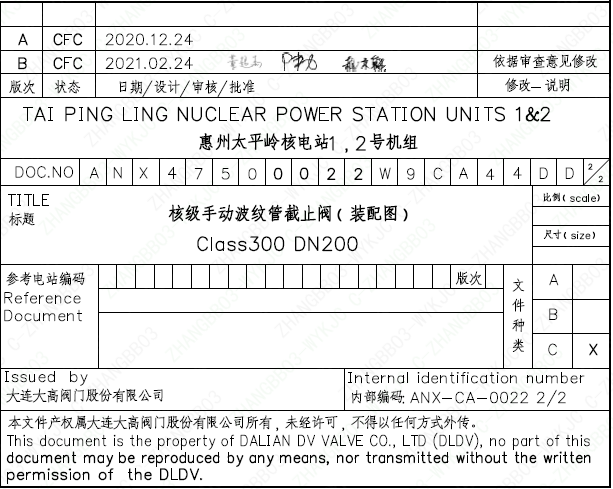 A CFC 2020.12.24
B CFC 2021.02.24 依据审查意见修改
版次 状态 日期/设计/审核/批准 修改—说明
TAI PING LING NUCLEAR POWER STATION UNITS 1&2
惠州太平岭核电站1,2号机组
DOC.NO A N X 4 7 5 0 0 0 2 2 W 9 C A 4 4 D D 2/2
TITLE
标题
核级手动波纹管截止阀(装配图)
Class300 DN200
比例(scale)
尺寸(size)
参考电站编码
Reference
Document
版次
文件种类
A
B
C X
Issued by
大连大高阀门股份有限公司
Internal identification number
内部编码: ANX-CA-0022 2/2
本文件产权属大连大高阀门股份有限公司所有,未经许可,不得以任何方式外传。
This document is the property of DALIAN DV VALVE CO., LTD (DLDV), no part of this
document may be reproduced by any means, nor transmitted without the written
permission of the DLDV.